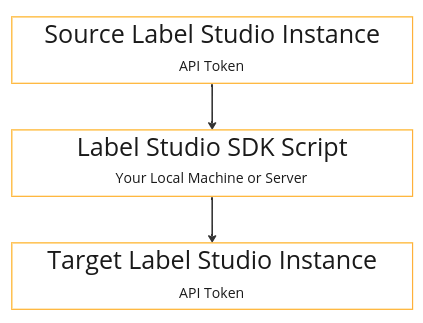 Source Label Studio Instance
API Token
Label Studio SDK Script
Your Local Machine or Server
Target Label Studio Instance
API Token